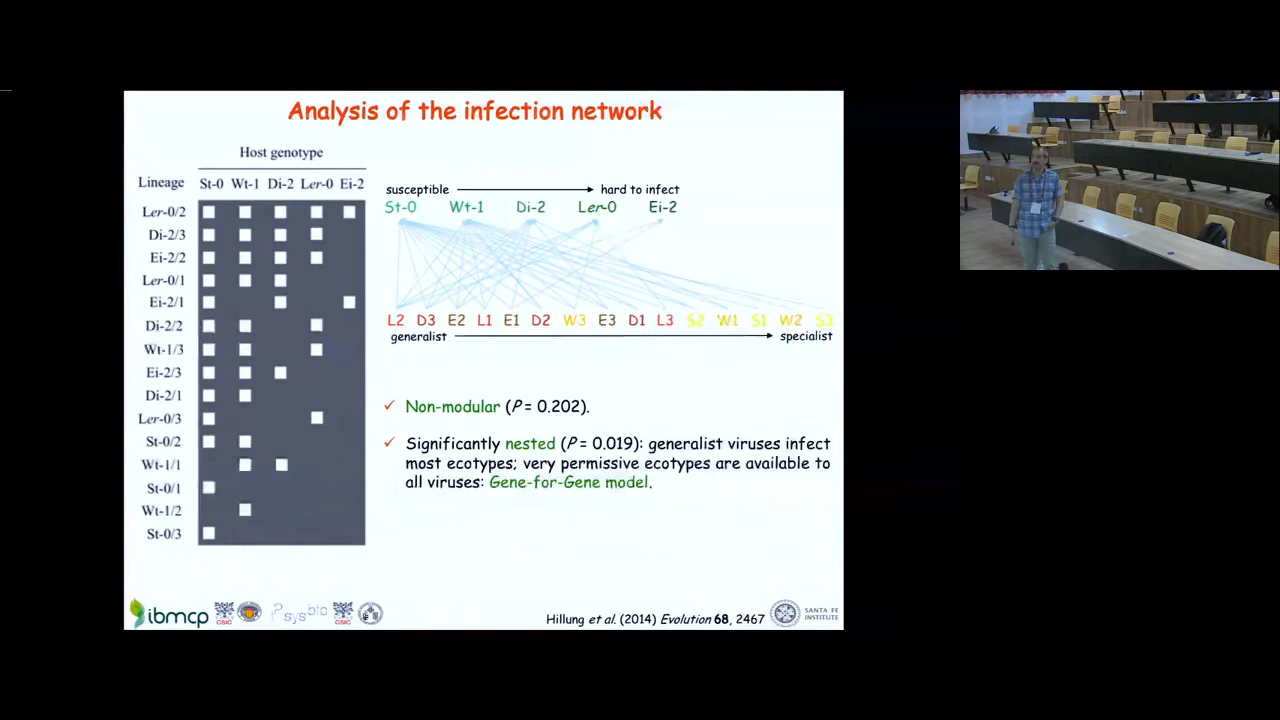 Analysis of the infection network
Host genotype
Lineage St-0 Wt-1 Di-2 Ler-0 Ei-2
Ler-0/2
Di-2/3
Ei-2/2
Ler-0/1
Ei-2/1
Di-2/2
Wt-1/3
Ei-2/3
Di-2/1
Ler-0/3
St-0/2
Wt-1/1
St-0/1
Wt-1/2
St-0/3
susceptible hard to infect
St-0 Wt-1 Di-2 Ler-0 Ei-2
L2 D3 E2 L1 E1 D2 W3 E3 D1 L3 S2 W1 S1 W2 S3
generalist specialist
✓ Non-modular (P = 0.202).
✓ Significantly nested (P = 0.019): generalist viruses infect
most ecotypes; very permissive ecotypes are available to
all viruses: Gene-for-Gene model.
ibmcp CSIC sysbio CSIC
Hillung et al. (2014) Evolution 68, 2467
SANTA FE
INSTITUTE